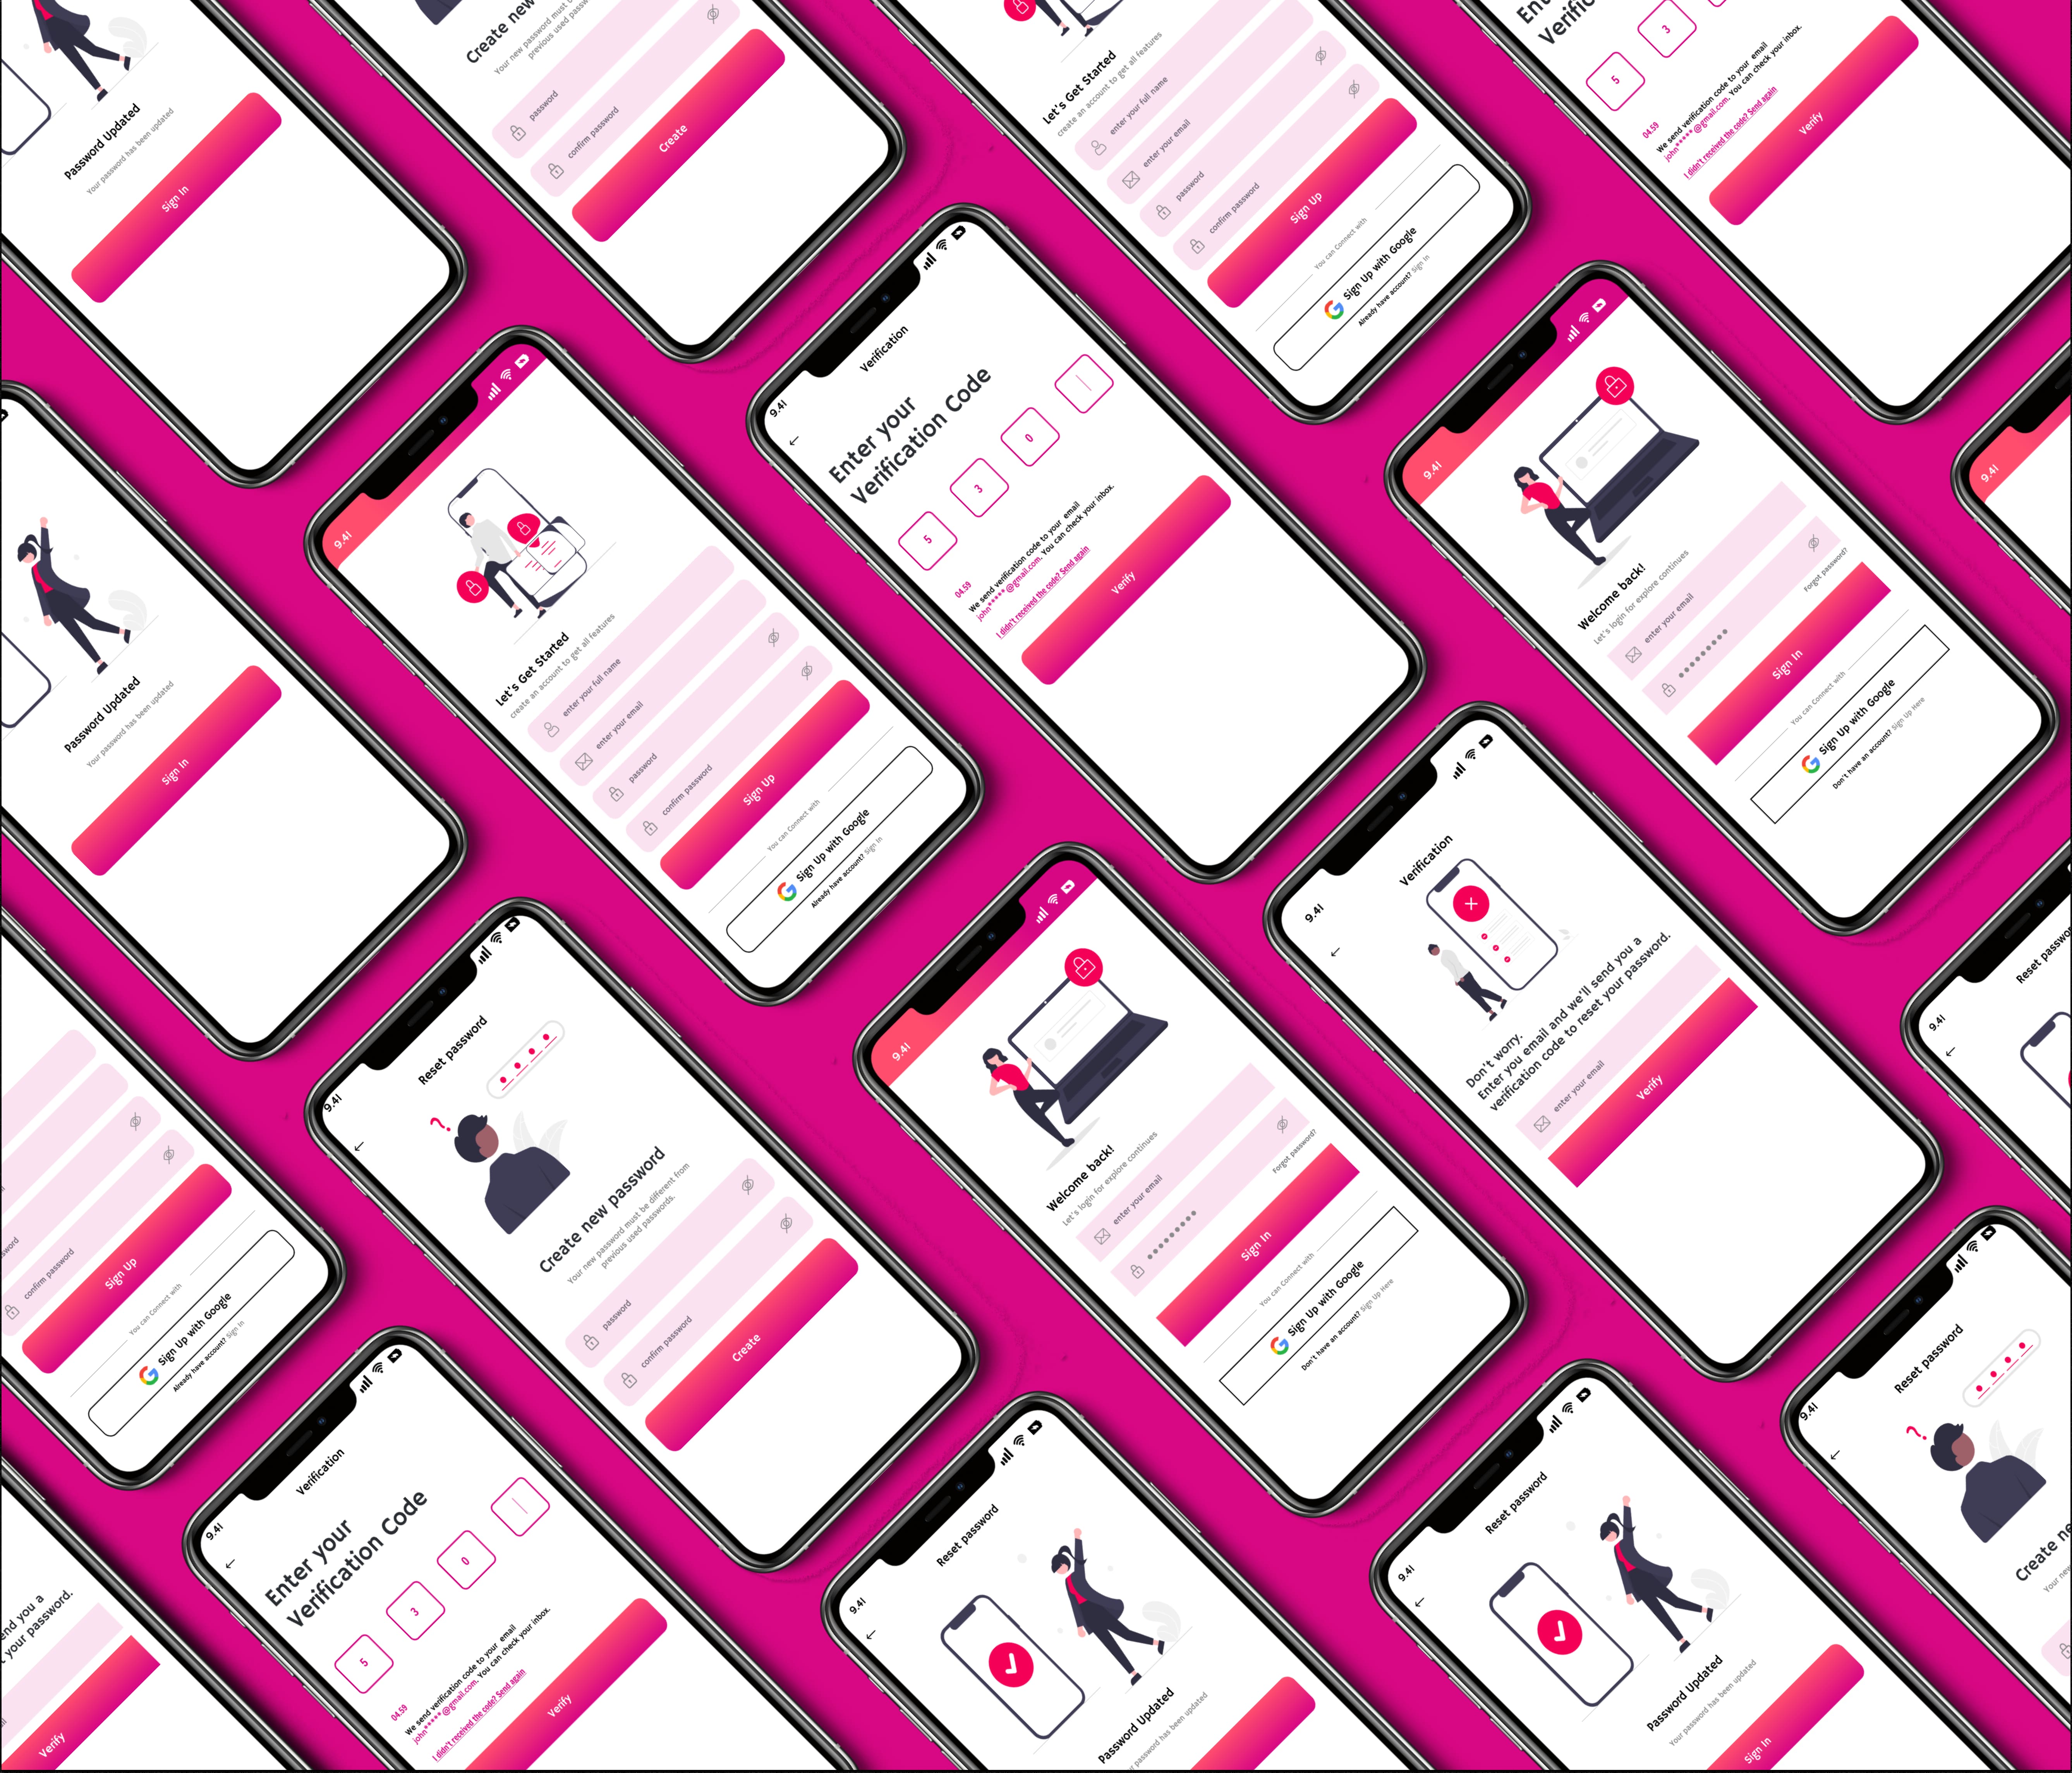 Password Updated
Your password has been updated
Sign In
Create new
Your new password must
previous used passw
password
confirm password
Create
Let's Get Started
create an account to get all features
enter your full name
enter your email
password
confirm password
Sign Up
You can Connect with
Sign Up with Google
Already have account? Sign In
Verific
5
3
04.59
We send verification code to your email
john*****@gmail.com. You can check your inbox.
I didn't received the code? Send again
Verify
Password Updated
Your password has been updated
Sign In
9.41
Let's Get Started
create an account to get all features
enter your full name
enter your email
password
confirm password
Sign Up
You can Connect with
Sign Up with Google
Already have account? Sign In
9.41
Verification
Enter your
Verification Code
5
3
0
04.59
We send verification code to your email
john*****@gmail.com. You can check your inbox.
I didn't received the code? Send again
Verify
9.41
Welcome back!
Let's login for explore continues
enter your email
Forgot password?
Sign In
You can Connect with
Sign Up with Google
Don't have an account? Sign Up Here
9.41
confirm password
Sign Up
You can Connect with
Sign Up with Google
Already have account? Sign In
9.41
Reset password
Create new password
Your new password must be different from
previous used passwords.
password
confirm password
Create
9.41
Welcome back!
Let's login for explore continues
enter your email
Forgot password?
Sign In
You can Connect with
Sign Up with Google
Don't have an account? Sign Up Here
9.41
Verification
Don't worry.
Enter you email and we'll send you a
verification code to reset your password.
enter your email
Verify
9.41
Reset passwor
end you a
your password.
Verify
9.41
Verification
Enter your
Verification Code
5
3
0
04.59
We send verification code to your email
john*****@gmail.com. You can check your inbox.
I didn't received the code? Send again
Verify
9.41
Reset password
Password Updated
password has been updated
9.41
Reset password
Password Updated
Your password has been updated
Sign In
9.41
Reset password
Create ne
Your new